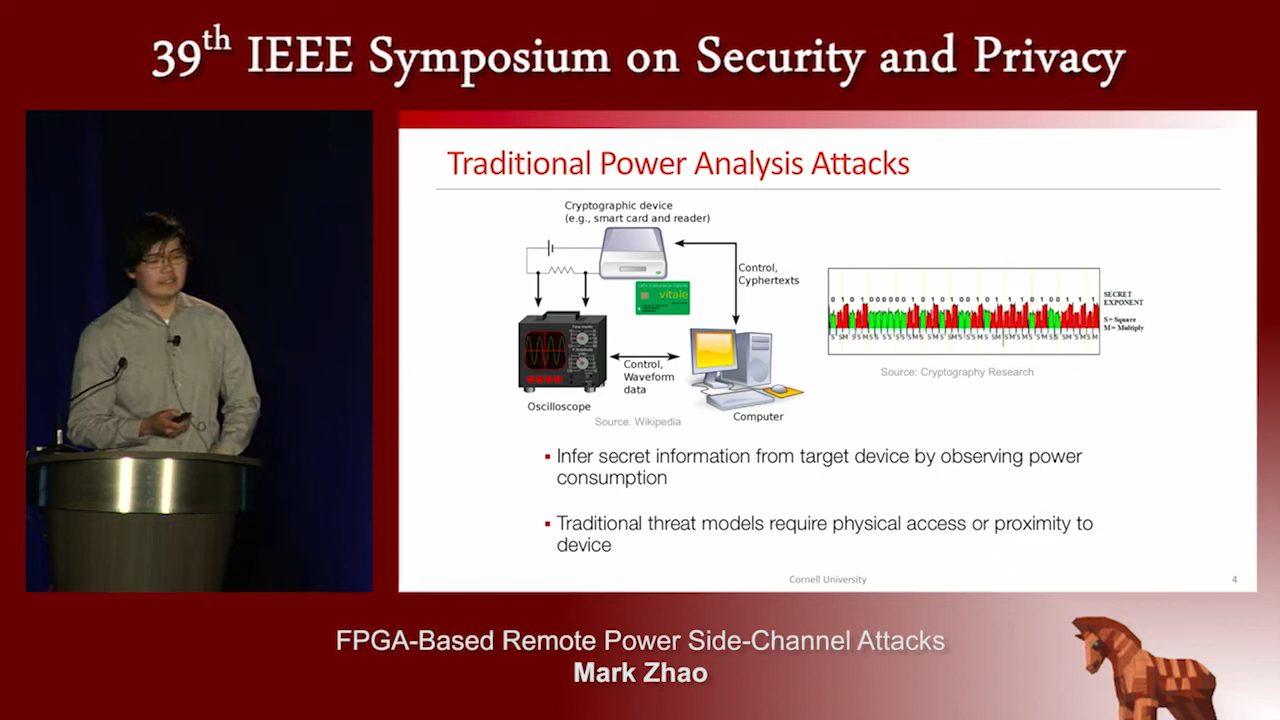 39th IEEE Symposium on Security and Privacy
Traditional Power Analysis Attacks
Cryptographic device
(e.g., smart card and reader)
Control,
Cyphertexts
vitale
Control,
Waveform
data
Oscilloscope
Computer
Source: Wikipedia
SECRET
EXPONENT
S = Square
M = Multiply
Source: Cryptography Research
▪ Infer secret information from target device by observing power
consumption
▪ Traditional threat models require physical access or proximity to
device
Cornell University
4
FPGA-Based Remote Power Side-Channel Attacks
Mark Zhao